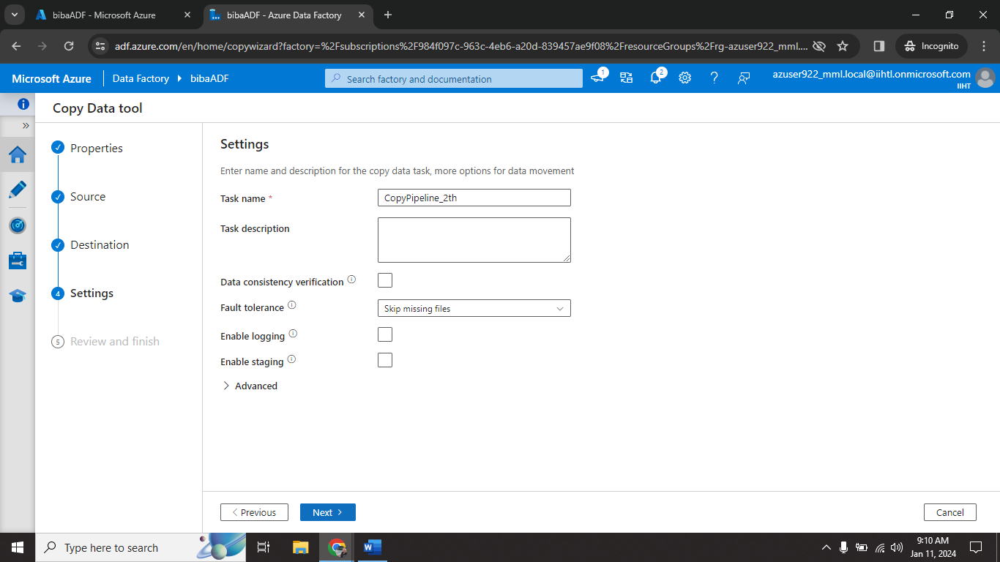 bibaADF - Microsoft Azure
bibaADF - Azure Data Factory
adf.azure.com/en/home/copywizard?factory=%2Fsubscriptions%2F984f097c-963c-4eb6-a20d-839457ae9f08%2FresourceGroups%2Frg-azuser922_mml....
Incognito
Microsoft Azure
Data Factory
bibaADF
Search factory and documentation
1
2
azuser922_mml.local@iihtl.onmicrosoft.com
IIHT
Copy Data tool
Properties
Source
Destination
4 Settings
5 Review and finish
Settings
Enter name and description for the copy data task, more options for data movement
Task name *
CopyPipeline_2th
Task description
Data consistency verification
Fault tolerance
Skip missing files
Enable logging
Enable staging
Advanced
< Previous
Next >
Cancel
Type here to search
9:10 AM
Jan 11, 2024